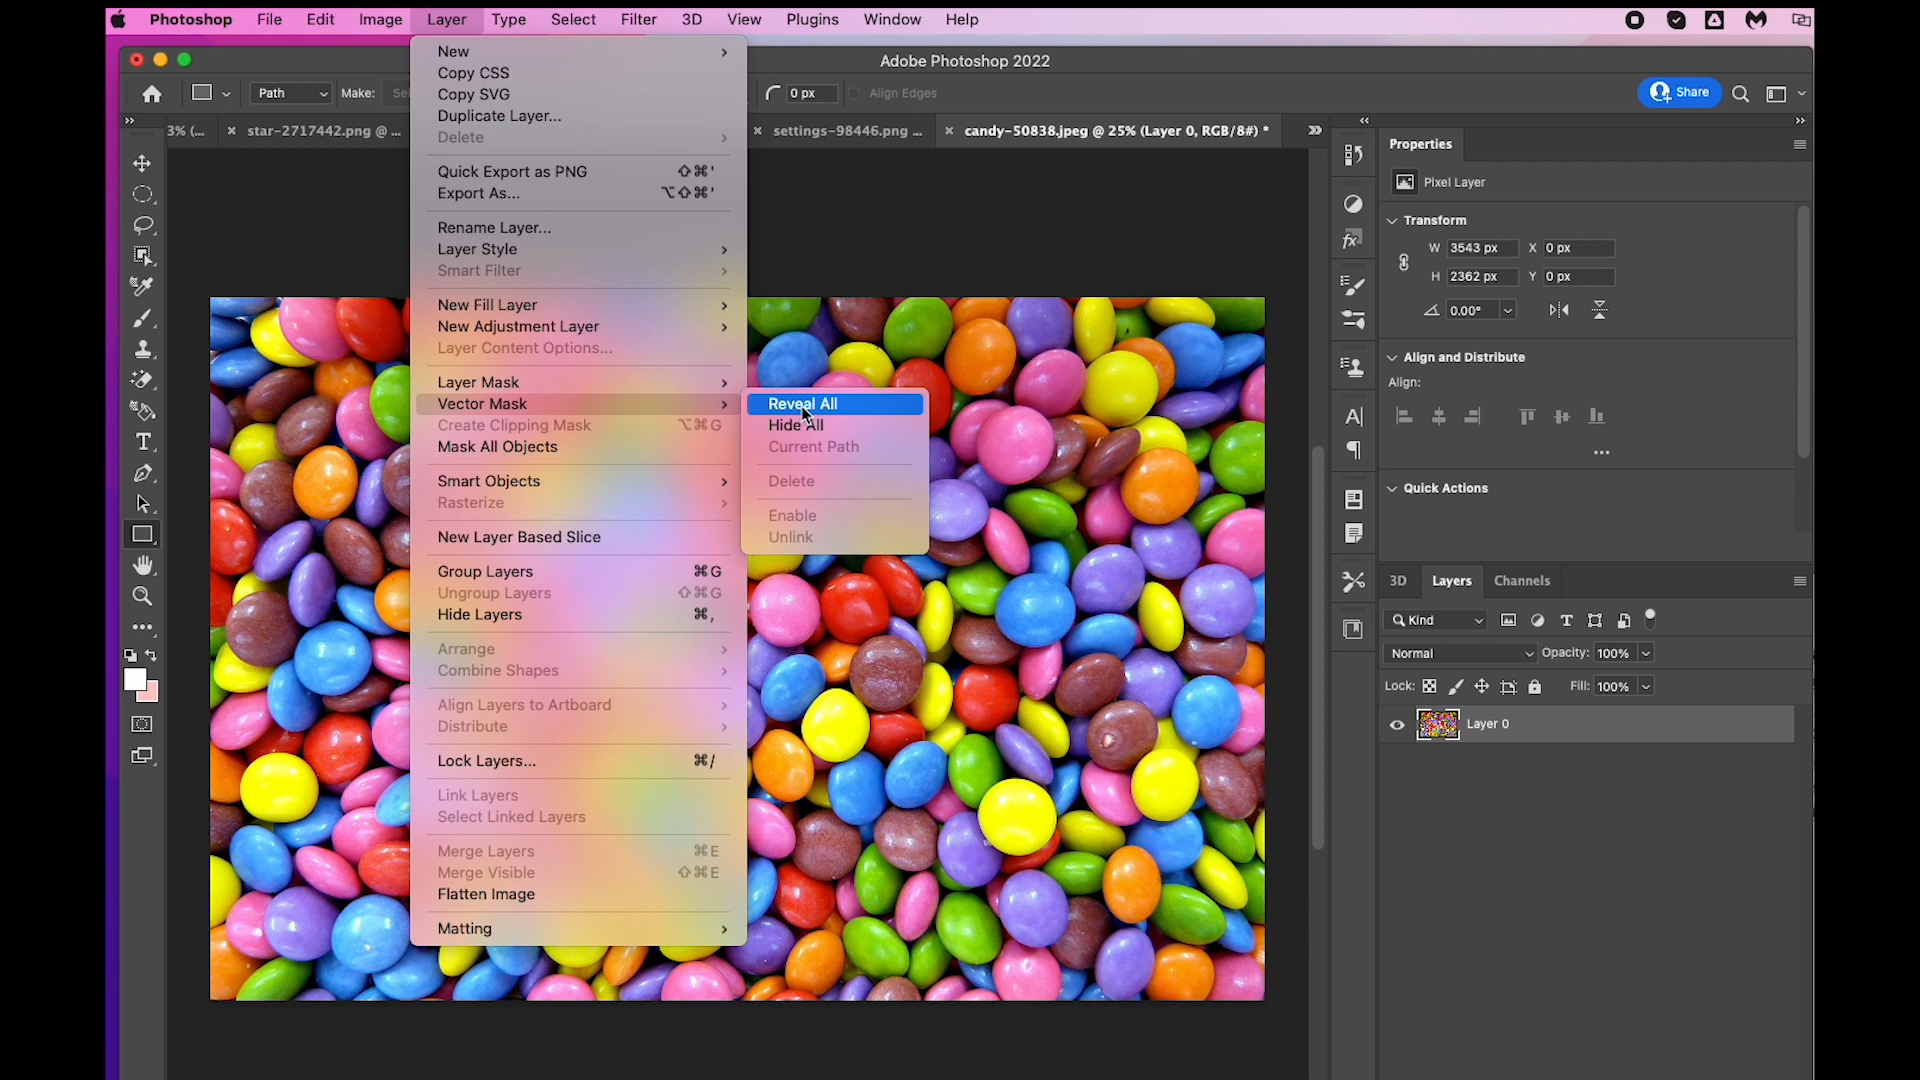 Photoshop File Edit Image Layer Type Select Filter 3D View Plugins Window Help
Adobe Photoshop 2022
Path Make: Sel 0 px Align Edges Share
3% (... × star-2717442.png @ ... × settings-98446.png ... × candy-50838.jpeg @ 25% (Layer 0, RGB/8#) *
New
Copy CSS
Copy SVG
Duplicate Layer...
Delete
Quick Export as PNG ⇧⌘'
Export As... ⌥⇧⌘'
Rename Layer...
Layer Style
Smart Filter
New Fill Layer
New Adjustment Layer
Layer Content Options...
Layer Mask
Vector Mask
Create Clipping Mask ⌥⌘G
Mask All Objects
Smart Objects
Rasterize
New Layer Based Slice
Group Layers ⌘G
Ungroup Layers ⇧⌘G
Hide Layers ⌘,
Arrange
Combine Shapes
Align Layers to Artboard
Distribute
Lock Layers... ⌘/
Link Layers
Select Linked Layers
Merge Layers ⌘E
Merge Visible ⇧⌘E
Flatten Image
Matting
Reveal All
Hide All
Current Path
Delete
Enable
Unlink
Properties
Pixel Layer
Transform
W 3543 px X 0 px
H 2362 px Y 0 px
0.00°
Align and Distribute
Align:
Quick Actions
3D Layers Channels
Kind
Normal Opacity: 100%
Lock: Fill: 100%
Layer 0